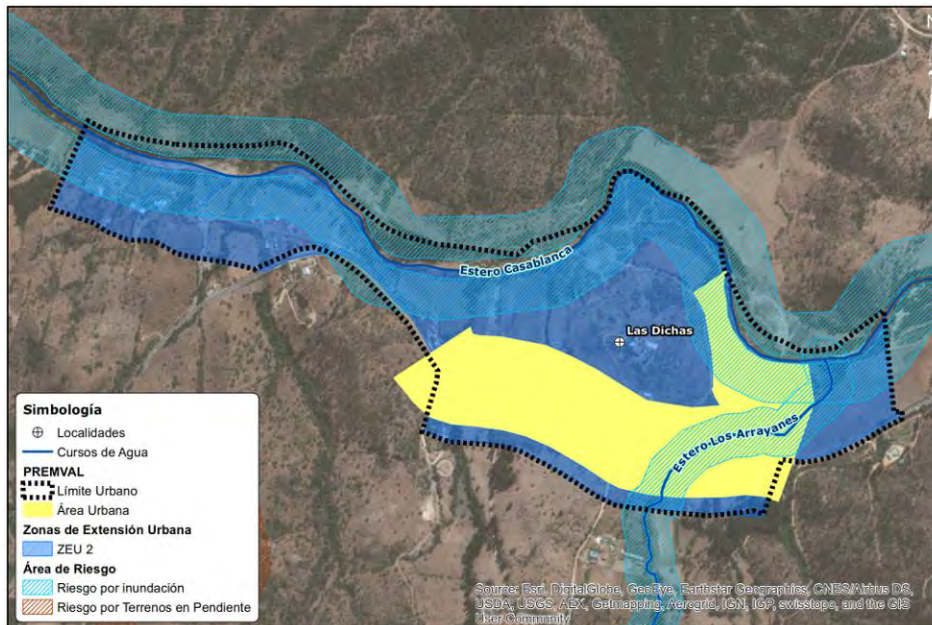 N
Estero Casablanca
Las Dichas
Estero Los Arrayanes
Simbología
Localidades
Cursos de Agua
PREMVAL
Límite Urbano
Área Urbana
Zonas de Extensión Urbana
ZEU 2
Área de Riesgo
Riesgo por inundación
Riesgo por Terrenos en Pendiente
Source: Esri, DigitalGlobe, GeoEye, Earthstar Geographics, CNES/Airbus DS,
USDA, USGS, AEX, Getmapping, Aerogrid, IGN, IGP, swisstopo, and the GIS
User Community